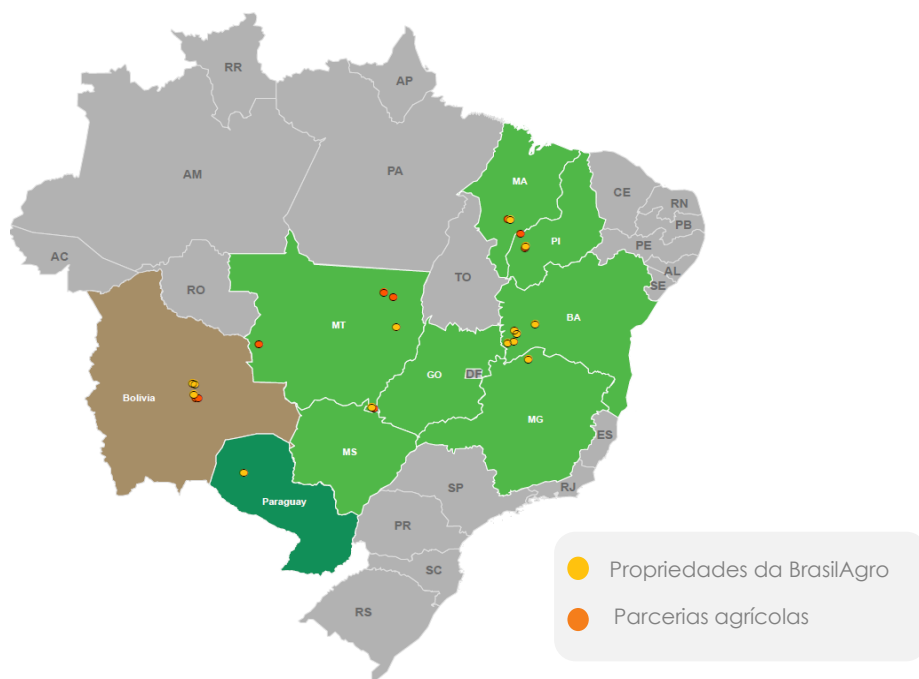 RR
AP
AM
PA
MA
CE
RN
PB
PI
PE
AL
SE
AC
TO
RO
BA
MT
GO
DF
Bolivia
MG
ES
MS
SP
RJ
Paraguay
PR
SC
RS
Propriedades da BrasilAgro
Parcerias agrícolas